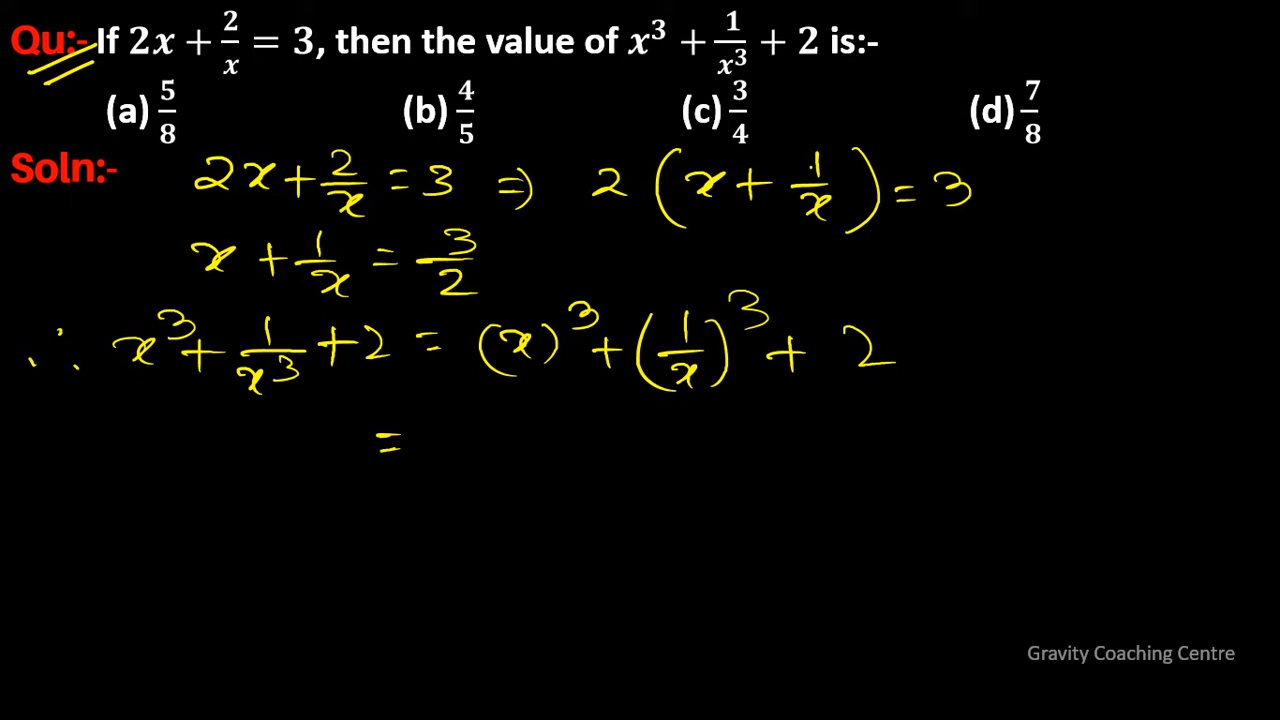 Qu:- If 2x + 2/x = 3, then the value of x³ + 1/x³ + 2 is:-
(a) 5/8 (b) 4/5 (c) 3/4 (d) 7/8
Soln:- 2x + 2/x = 3 ⇒ 2(x + 1/x) = 3
x + 1/x = 3/2
∴ x³ + 1/x³ + 2 = (x)³ + (1/x)³ + 2
=
Gravity Coaching Centre